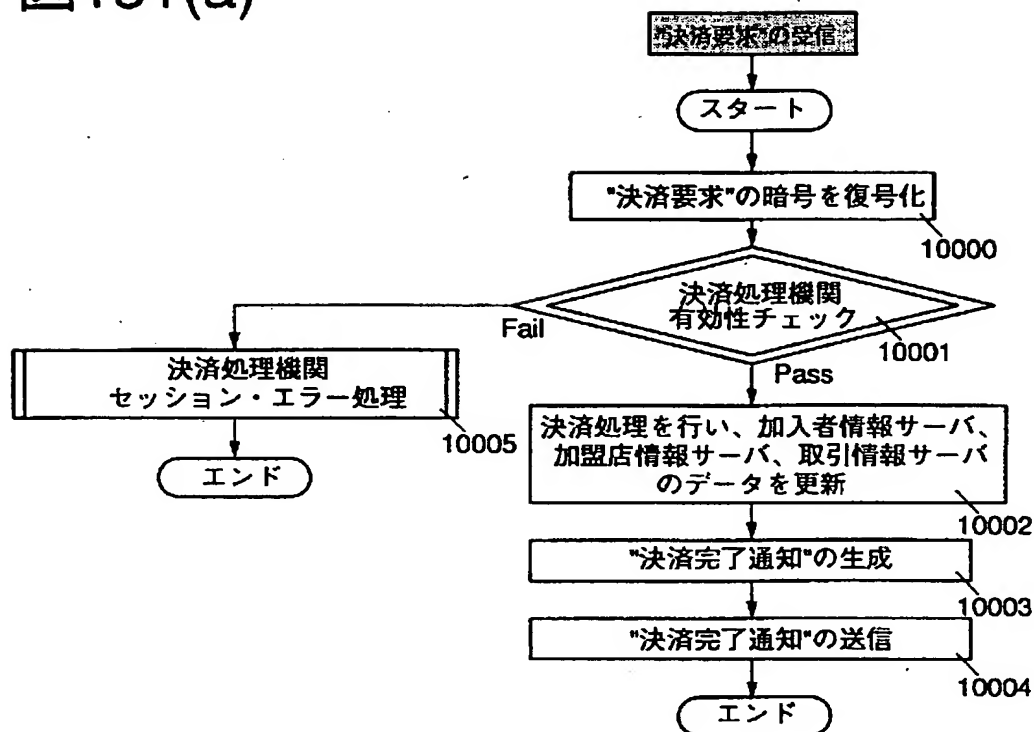 図131(a)
"決済要求"の受信
スタート
"決済要求"の暗号を復号化
10000
決済処理機関
有効性チェック
10001
Fail
Pass
決済処理機関
セッション・エラー処理
10005
エンド
決済処理を行い、加入者情報サーバ、
加盟店情報サーバ、取引情報サーバ
のデータを更新
10002
"決済完了通知"の生成
10003
"決済完了通知"の送信
10004
エンド